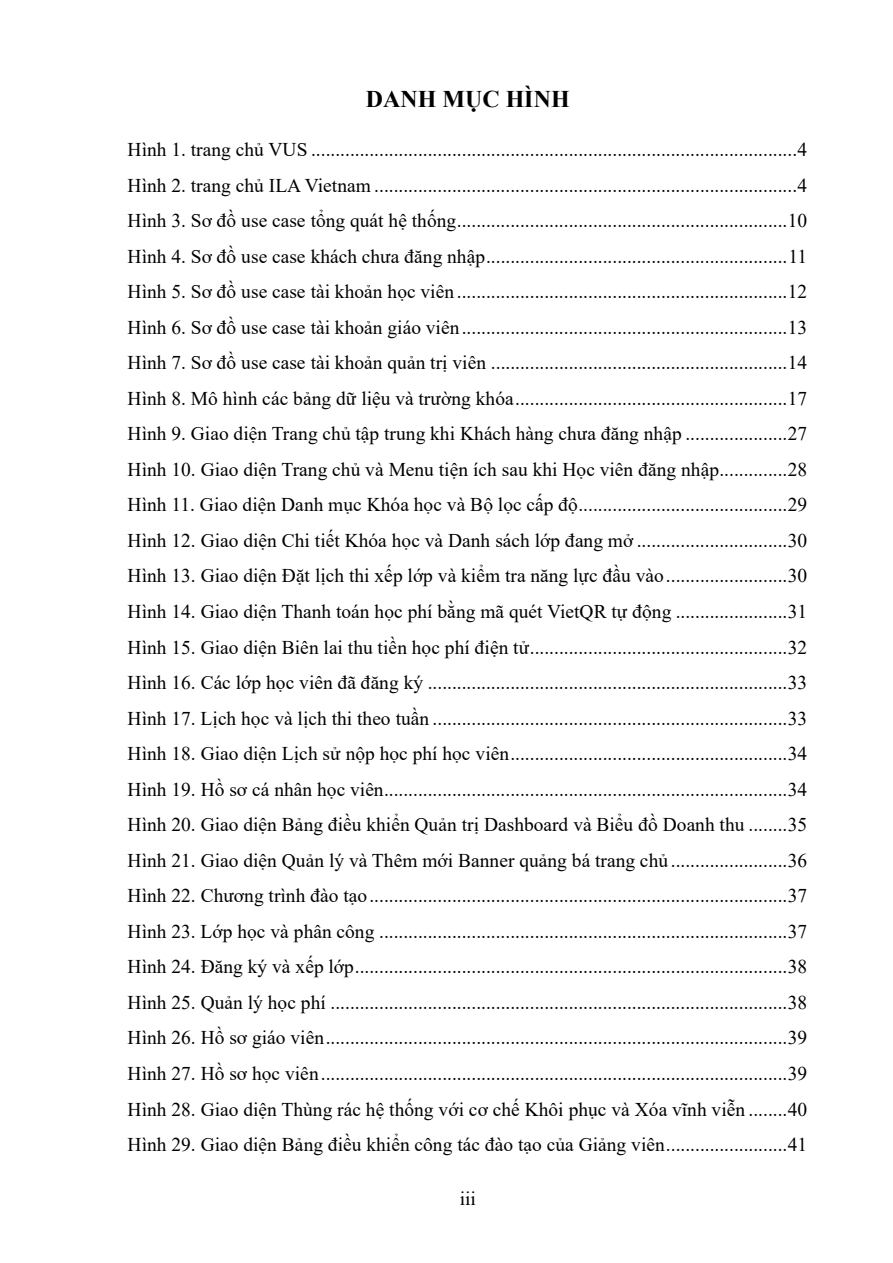 DANH MỤC HÌNH
Hình 1. trang chủ VUS....................................................................................................4
Hình 2. trang chủ ILA Vietnam.......................................................................................4
Hình 3. Sơ đồ use case tổng quát hệ thống....................................................................10
Hình 4. Sơ đồ use case khách chưa đăng nhập..............................................................11
Hình 5. Sơ đồ use case tài khoản học viên....................................................................12
Hình 6. Sơ đồ use case tài khoản giáo viên...................................................................13
Hình 7. Sơ đồ use case tài khoản quản trị viên.............................................................14
Hình 8. Mô hình các bảng dữ liệu và trường khóa........................................................17
Hình 9. Giao diện Trang chủ tập trung khi Khách hàng chưa đăng nhập.....................27
Hình 10. Giao diện Trang chủ và Menu tiện ích sau khi Học viên đăng nhập..............28
Hình 11. Giao diện Danh mục Khóa học và Bộ lọc cấp độ...........................................29
Hình 12. Giao diện Chi tiết Khóa học và Danh sách lớp đang mở...............................30
Hình 13. Giao diện Đặt lịch thi xếp lớp và kiểm tra năng lực đầu vào.........................30
Hình 14. Giao diện Thanh toán học phí bằng mã quét VietQR tự động.......................31
Hình 15. Giao diện Biên lai thu tiền học phí điện tử.....................................................32
Hình 16. Các lớp học viên đã đăng ký..........................................................................33
Hình 17. Lịch học và lịch thi theo tuần.........................................................................33
Hình 18. Giao diện Lịch sử nộp học phí học viên.........................................................34
Hình 19. Hồ sơ cá nhân học viên...................................................................................34
Hình 20. Giao diện Bảng điều khiển Quản trị Dashboard và Biểu đồ Doanh thu........35
Hình 21. Giao diện Quản lý và Thêm mới Banner quảng bá trang chủ........................36
Hình 22. Chương trình đào tạo......................................................................................37
Hình 23. Lớp học và phân công....................................................................................37
Hình 24. Đăng ký và xếp lớp.........................................................................................38
Hình 25. Quản lý học phí..............................................................................................38
Hình 26. Hồ sơ giáo viên...............................................................................................39
Hình 27. Hồ sơ học viên................................................................................................39
Hình 28. Giao diện Thùng rác hệ thống với cơ chế Khôi phục và Xóa vĩnh viễn........40
Hình 29. Giao diện Bảng điều khiển công tác đào tạo của Giảng viên.........................41
iii